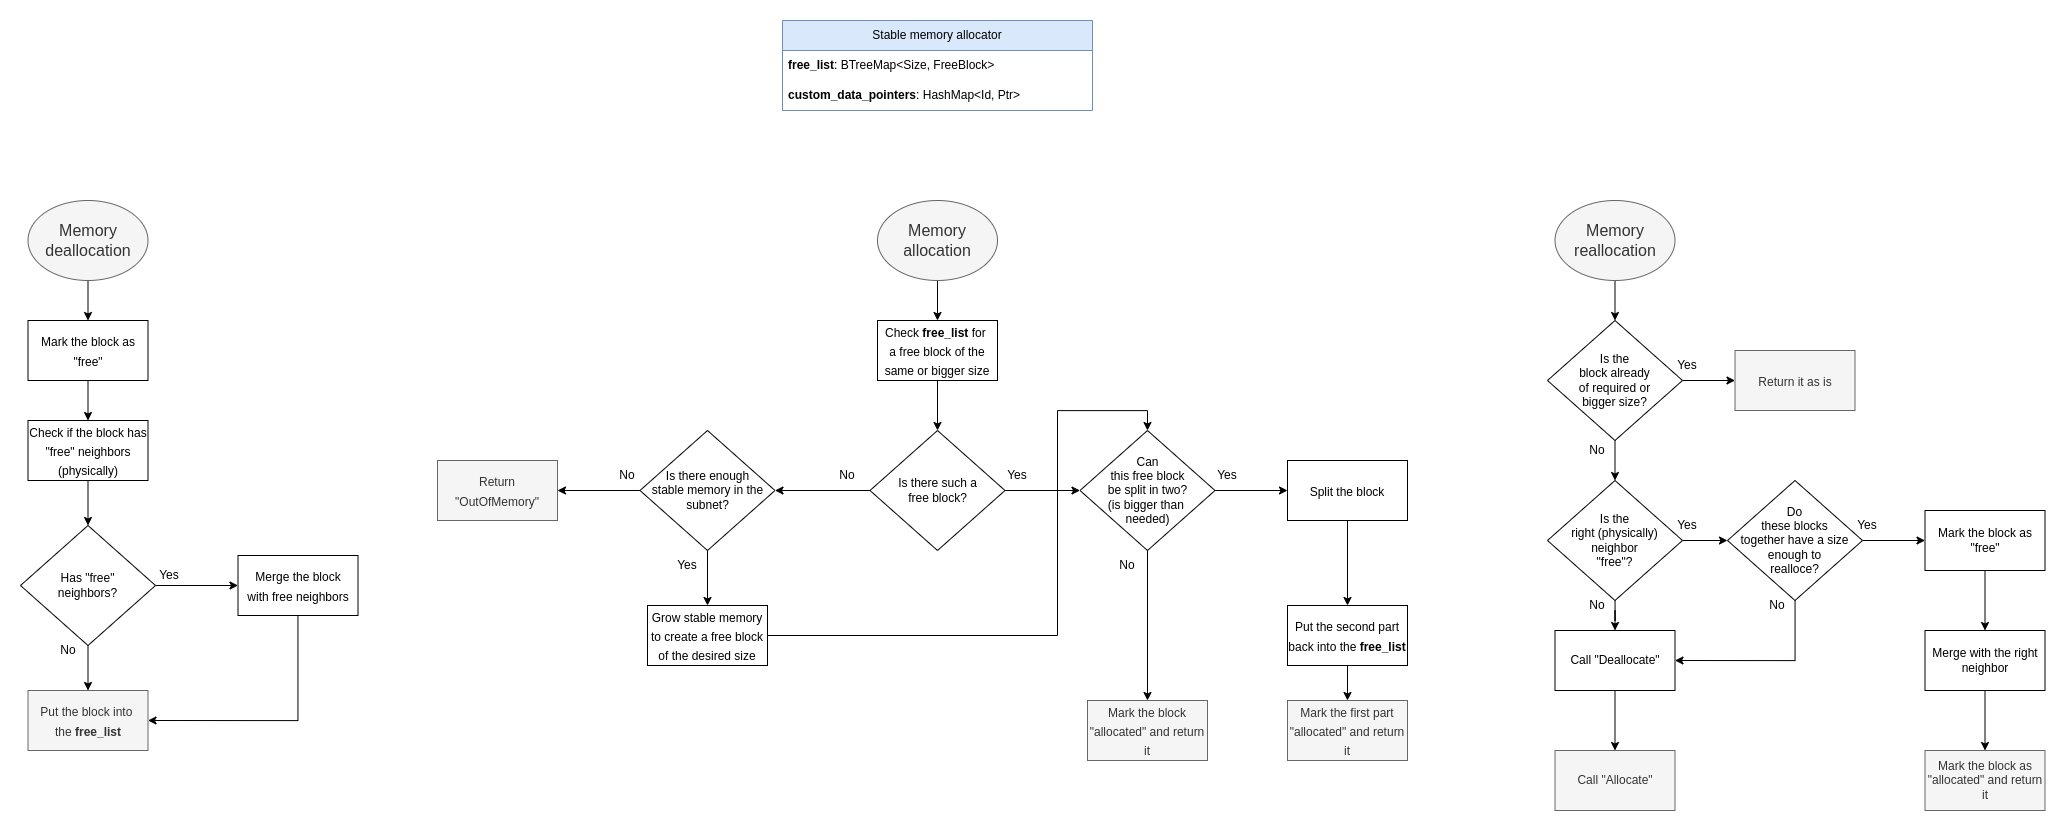 Stable memory allocator
free_list: BTreeMap<Size, FreeBlock>
custom_data_pointers: HashMap<Id, Ptr>
Memory
deallocation
Mark the block as
"free"
Check if the block has
"free" neighbors
(physically)
Has "free"
neighbors?
Yes
Merge the block
with free neighbors
No
Put the block into
the free_list
Memory
allocation
Check free_list for
a free block of the
same or bigger size
Is there such a
free block?
No
Is there enough
stable memory in the
subnet?
No
Return
"OutOfMemory"
Yes
Grow stable memory
to create a free block
of the desired size
Yes
Can
this free block
be split in two?
(is bigger than
needed)
Yes
Split the block
Put the second part
back into the free_list
Mark the first part
"allocated" and return
it
No
Mark the block
"allocated" and return
it
Memory
reallocation
Is the
block already
of required or
bigger size?
Yes
Return it as is
No
Is the
right (physically)
neighbor
"free"?
Yes
Do
these blocks
together have a size
enough to
realloce?
Yes
Mark the block as
"free"
Merge with the right
neighbor
Mark the block as
"allocated" and return
it
No
No
Call "Deallocate"
Call "Allocate"